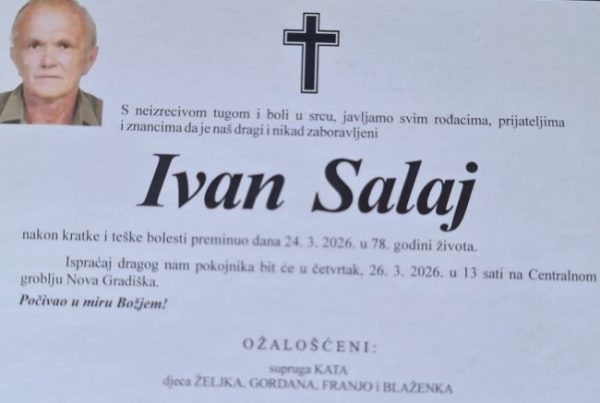 S neizrecivom tugom i boli u srcu, javljamo svim rođacima, prijateljima
i znancima da je naš dragi i nikad zaboravljeni
Ivan Salaj
nakon kratke i teške bolesti preminuo dana 24. 3. 2026. u 78. godini života.
Ispraćaj dragog nam pokojnika bit će u četvrtak, 26. 3. 2026, u 13 sati na Centralnom
groblju Nova Gradiška.
Počivao u miru Božjem!
OŽALOŠĆENI:
supruga KATA
djeca ŽELJKA, GORDANA, FRANJO i BLAŽENKA